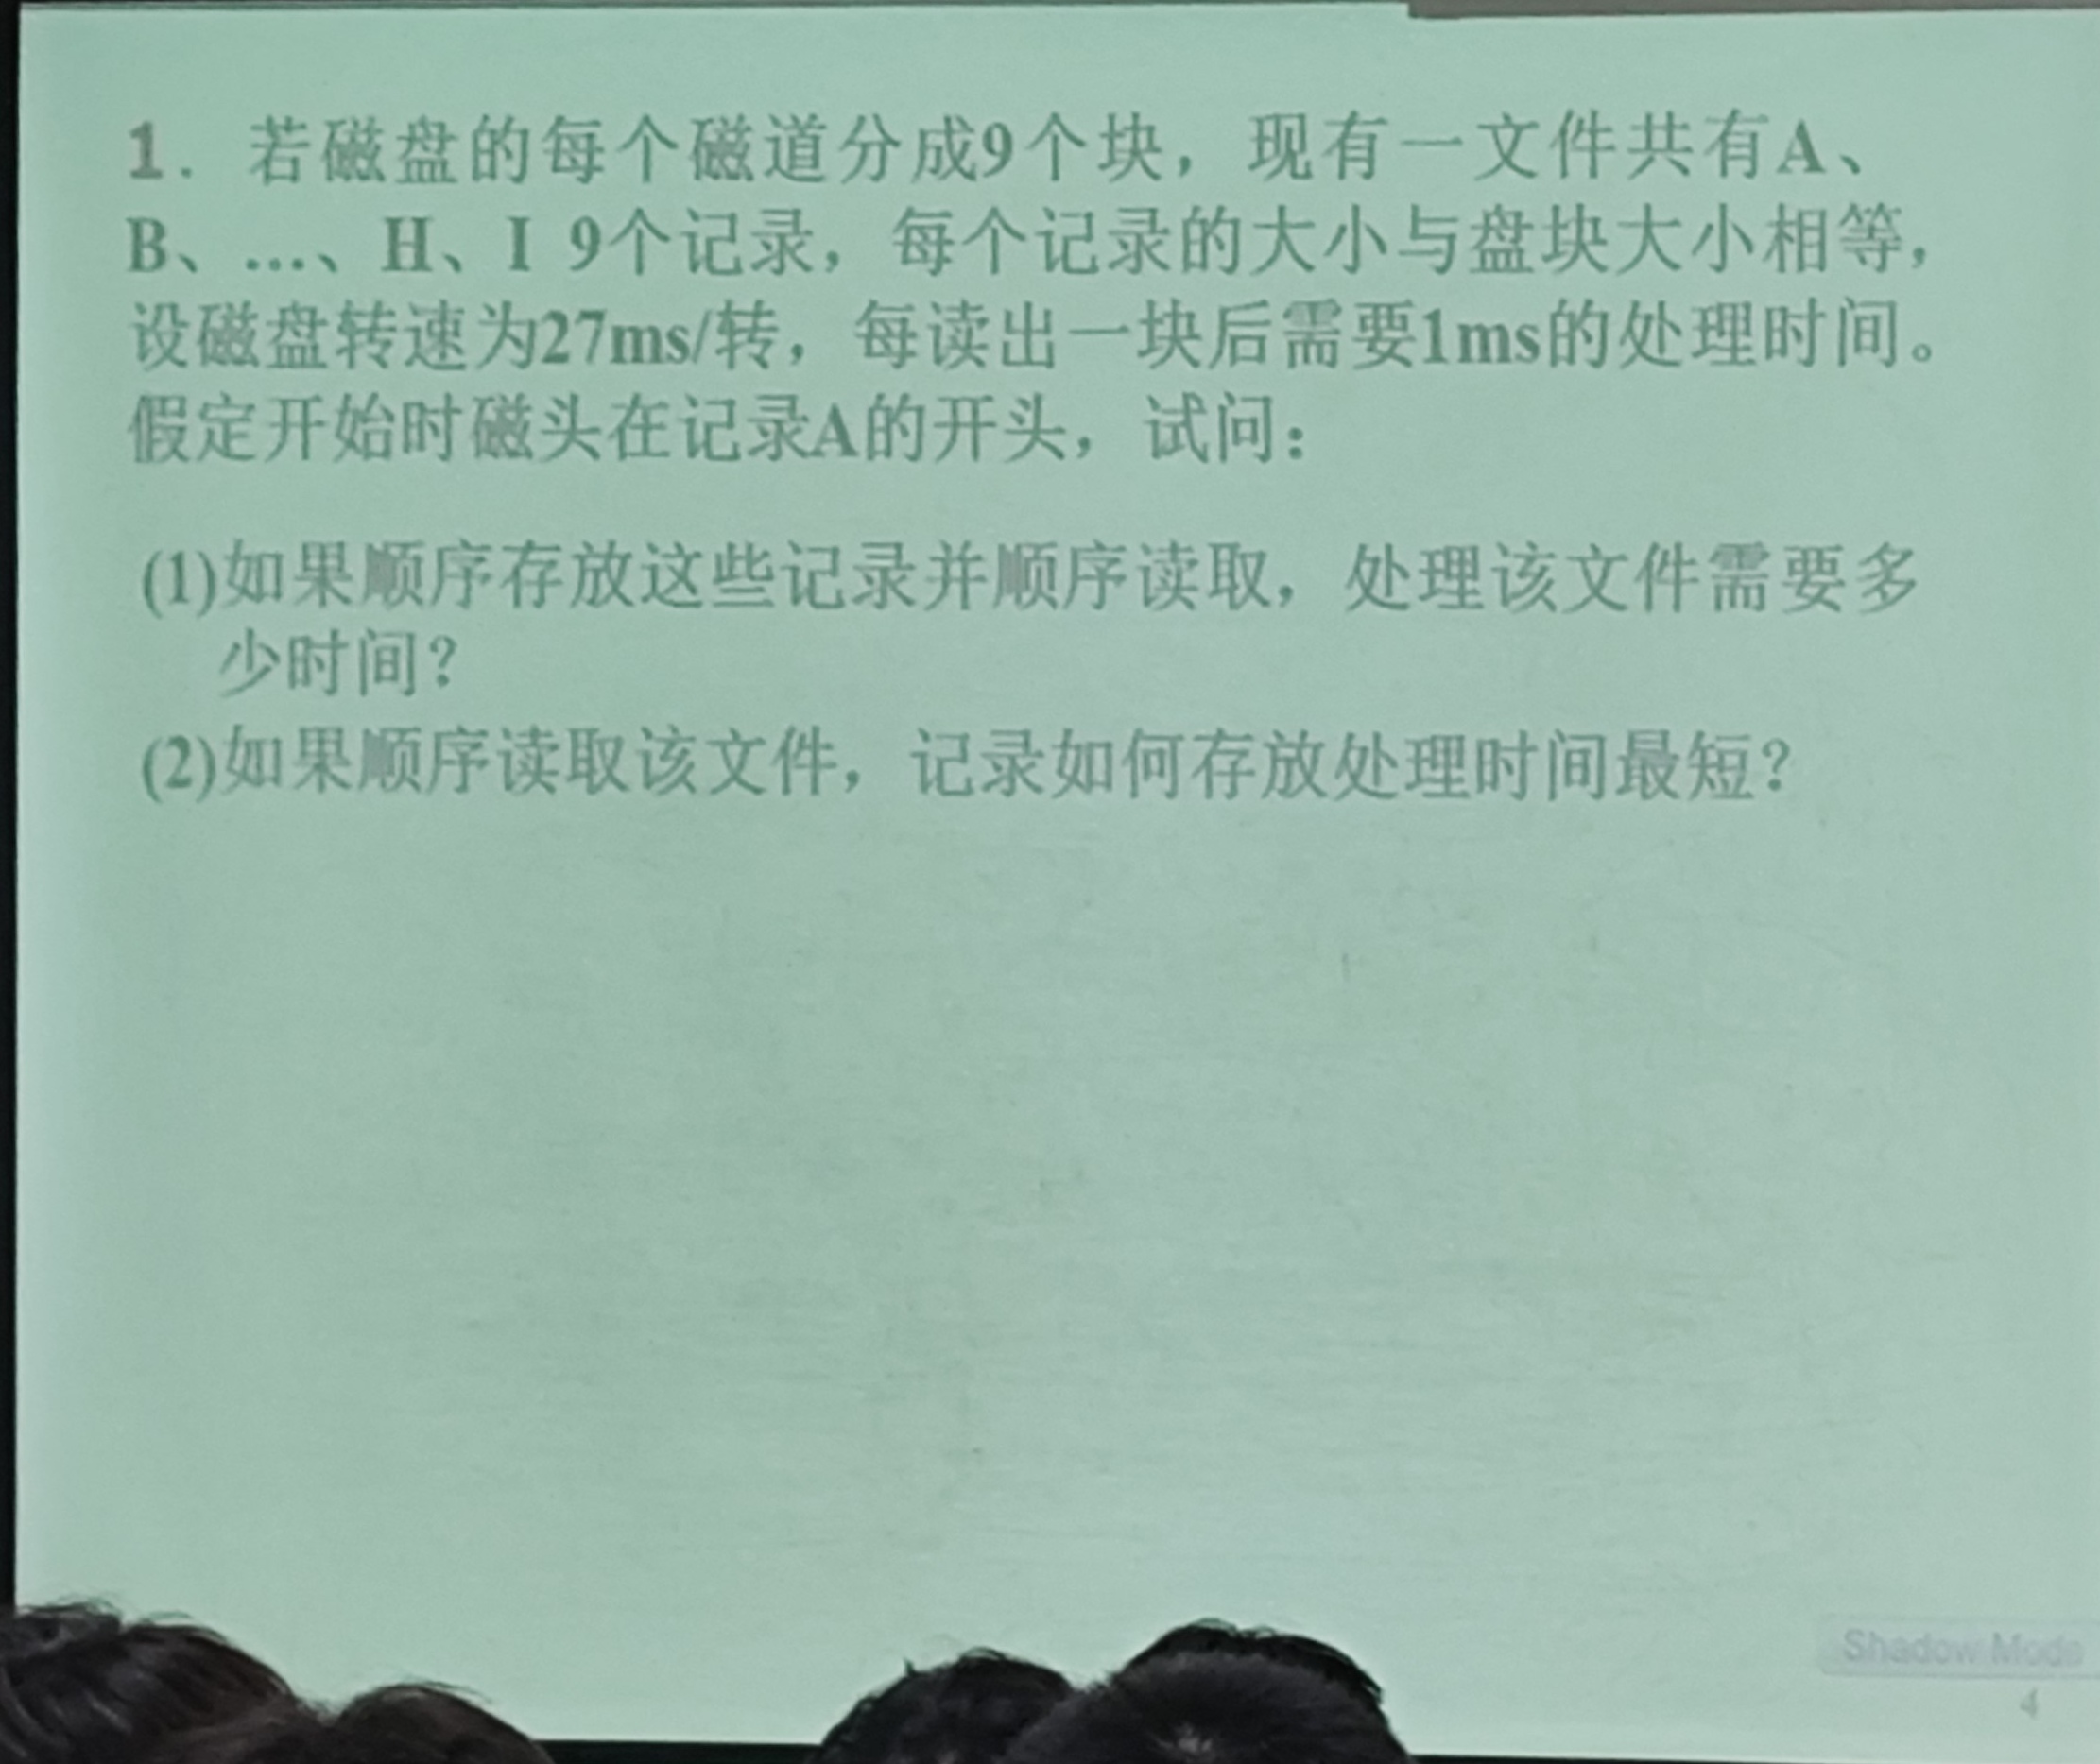 1. 若磁盘的每个磁道分成9个块，现有一文件共有A、
B、…、H、I 9个记录，每个记录的大小与盘块大小相等，
设磁盘转速为27ms/转，每读出一块后需要1ms的处理时间。
假定开始时磁头在记录A的开头，试问：
(1)如果顺序存放这些记录并顺序读取，处理该文件需要多
少时间？
(2)如果顺序读取该文件，记录如何存放处理时间最短？
Shadow Mode
4